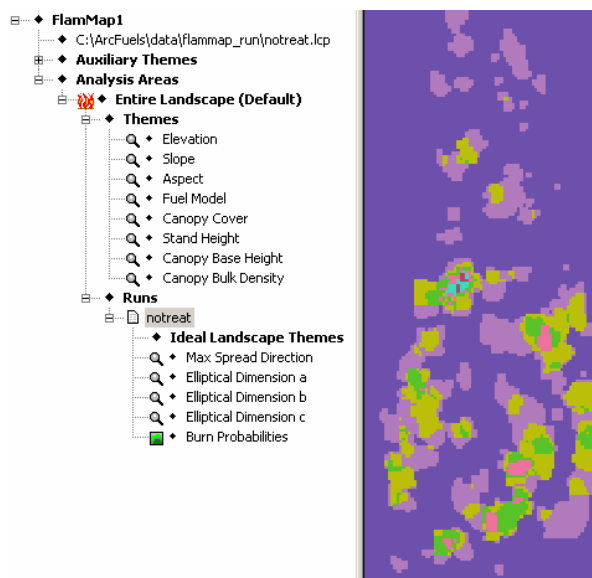 FlamMap1
C:\ArcFuels\data\flammap_run\notreat.lcp
Auxiliary Themes
Analysis Areas
Entire Landscape (Default)
Themes
Elevation
Slope
Aspect
Fuel Model
Canopy Cover
Stand Height
Canopy Base Height
Canopy Bulk Density
Runs
notreat
Ideal Landscape Themes
Max Spread Direction
Elliptical Dimension a
Elliptical Dimension b
Elliptical Dimension c
Burn Probabilities